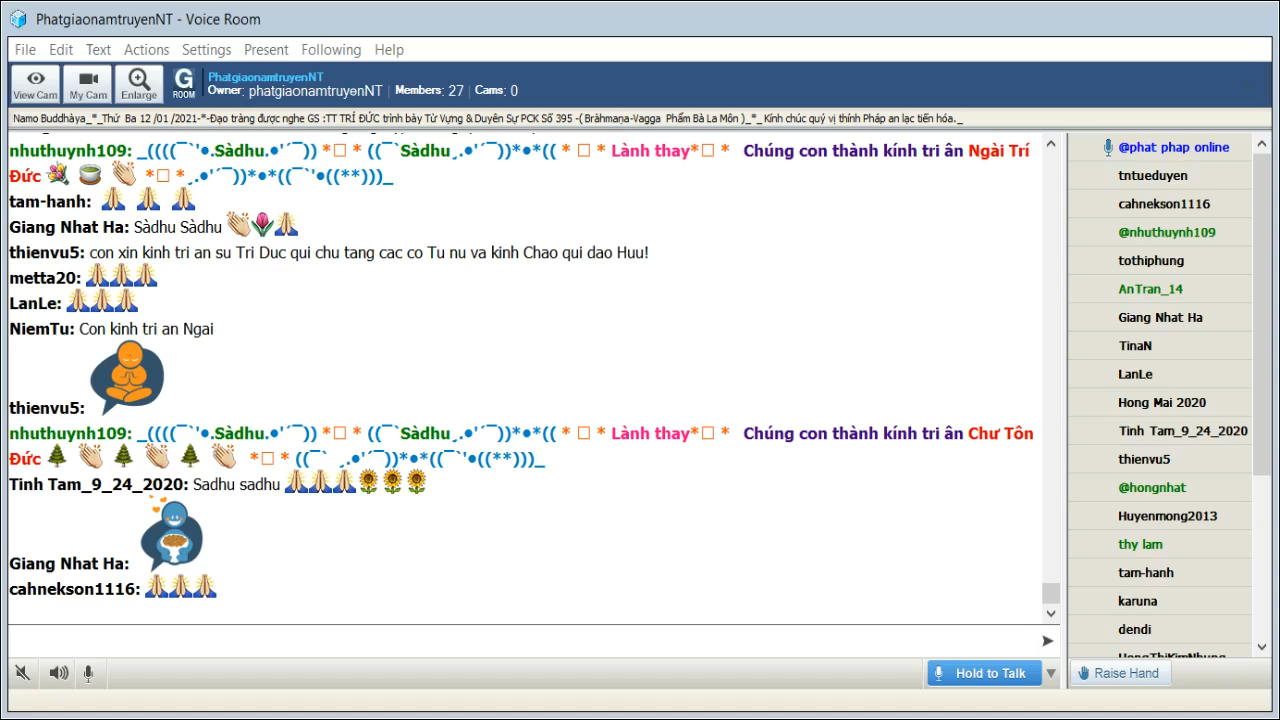 PhatgiaonamtruyenNT - Voice Room
File Edit Text Actions Settings Present Following Help
View Cam My Cam Enlarge G ROOM
PhatgiaonamtruyenNT
Owner: phatgiaonamtruyenNT Members: 27 Cams: 0
Namo Buddhàya_*_Thứ Ba 12 /01 /2021-*-Đạo tràng được nghe GS :TT TRÍ ĐỨC trình bày Từ Vựng & Duyên Sự PCK Số 395 -( Brāhmaṇa-Vagga Phẩm Bà La Môn )_*_ Kính chúc quý vị thính Pháp an lạc tiến hóa._
nhuthuynh109: _((((¯`'●.Sàdhu.●'´¯)) *□ * ((¯`Sàdhu¸.●'´¯))*●*(( * □ * Lành thay*□ * Chúng con thành kính tri ân Ngài Trí
Đức 💐 🍵 👏 *□ *¸.●'´¯))*●*((¯`'●((**)))_
tam-hanh: 🙏 🙏 🙏
Giang Nhat Ha: Sàdhu Sàdhu 👏🌷🙏
thienvu5: con xin kinh tri an su Tri Duc qui chu tang cac co Tu nu va kinh Chao qui dao Huu!
metta20: 🙏🙏🙏
LanLe: 🙏🙏🙏
NiemTu: Con kinh tri an Ngai
thienvu5:
nhuthuynh109: _((((¯`'●.Sàdhu.●'´¯)) *□ * ((¯`Sàdhu¸.●'´¯))*●*(( * □ * Lành thay*□ * Chúng con thành kính tri ân Chư Tôn
Đức 🌲 👏 🌲 👏 🌲 👏 *□ * ((¯` ¸.●'´¯))*●*((¯`'●((**)))_
Tinh Tam_9_24_2020: Sadhu sadhu 🙏🙏🙏🌻🌻🌻
Giang Nhat Ha:
cahnekson1116: 🙏🙏🙏
@phat phap online
tntueduyen
cahnekson1116
@nhuthuynh109
tothiphung
AnTran_14
Giang Nhat Ha
TinaN
LanLe
Hong Mai 2020
Tinh Tam_9_24_2020
thienvu5
@hongnhat
Huyenmong2013
thy lam
tam-hanh
karuna
dendi
HongThiKimNhung
Hold to Talk
Raise Hand